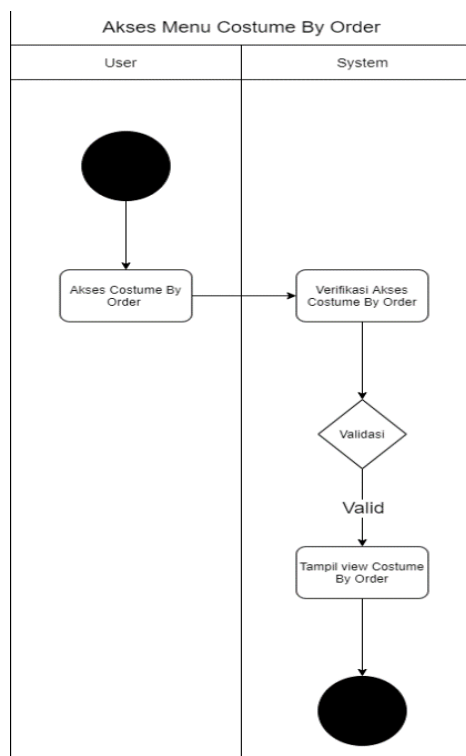 Akses Menu Costume By Order
User
System
Akses Costume By
Order
Verifikasi Akses
Costume By Order
Validasi
Valid
Tampil view Costume
By Order